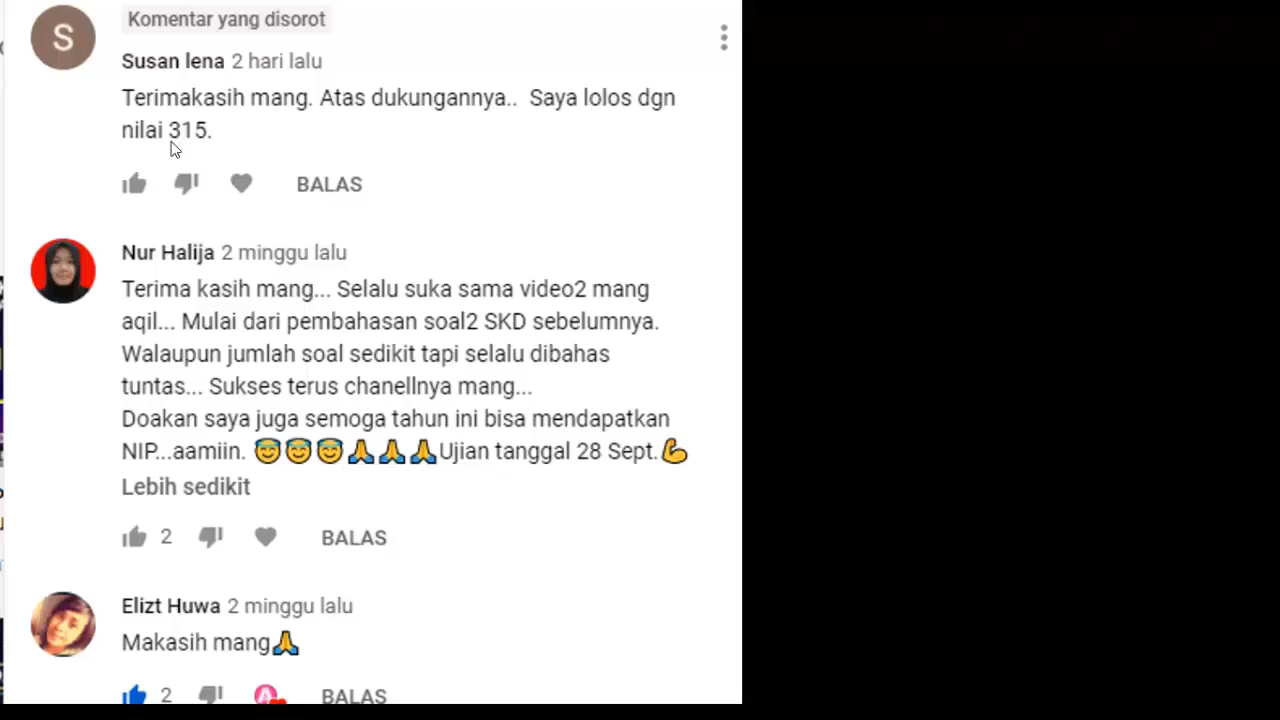 S
Komentar yang disorot
Susan lena 2 hari lalu
Terimakasih mang. Atas dukungannya.. Saya lolos dgn
nilai 315.
BALAS
Nur Halija 2 minggu lalu
Terima kasih mang... Selalu suka sama video2 mang
aqil... Mulai dari pembahasan soal2 SKD sebelumnya.
Walaupun jumlah soal sedikit tapi selalu dibahas
tuntas... Sukses terus chanellnya mang...
Doakan saya juga semoga tahun ini bisa mendapatkan
NIP...aamiin. 😇😇😇🙏🙏🙏Ujian tanggal 28 Sept.💪
Lebih sedikit
2 BALAS
Elizt Huwa 2 minggu lalu
Makasih mang🙏
2 BALAS